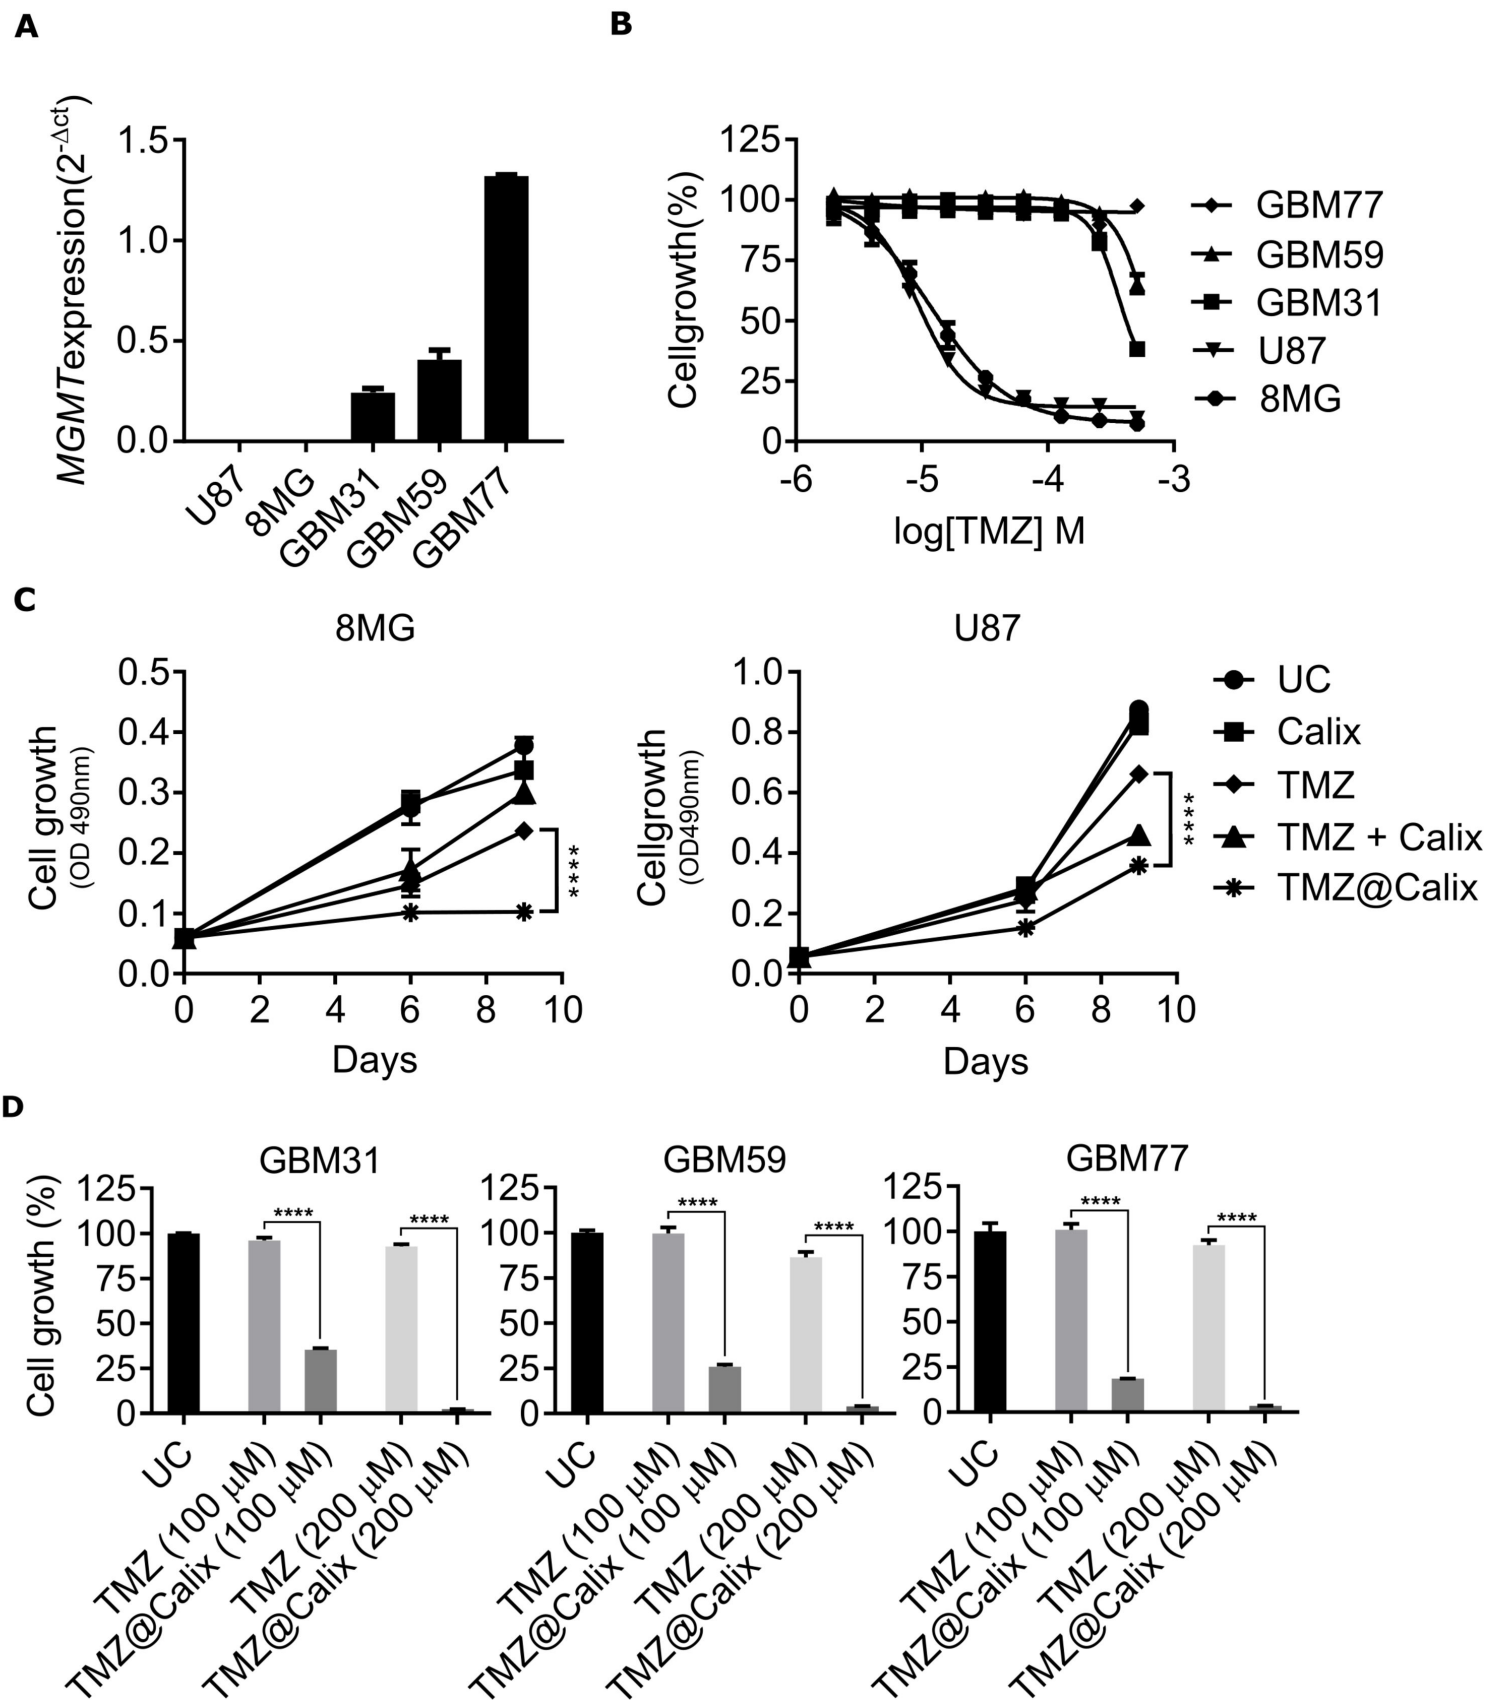 A
MGMTexpression(2-Δct)
1.5
1.0
0.5
0.0
U87
8MG
GBM31
GBM59
GBM77
B
Cellgrowth(%)
125
100
75
50
25
0
-6
-5
-4
-3
log[TMZ] M
GBM77
GBM59
GBM31
U87
8MG
C
8MG
Cell growth
(OD 490nm)
0.5
0.4
0.3
0.2
0.1
0.0
0
2
4
6
8
10
Days
****
U87
Cellgrowth
(OD490nm)
1.0
0.8
0.6
0.4
0.2
0.0
0
2
4
6
8
10
Days
****
UC
Calix
TMZ
TMZ + Calix
TMZ@Calix
D
GBM31
Cell growth (%)
125
100
75
50
25
0
****
****
UC
TMZ (100 µM)
TMZ@Calix (100 µM)
TMZ (200 µM)
TMZ@Calix (200 µM)
GBM59
125
100
75
50
25
0
****
****
UC
TMZ (100 µM)
TMZ@Calix (100 µM)
TMZ (200 µM)
TMZ@Calix (200 µM)
GBM77
125
100
75
50
25
0
****
****
UC
TMZ (100 µM)
TMZ@Calix (100 µM)
TMZ (200 µM)
TMZ@Calix (200 µM)